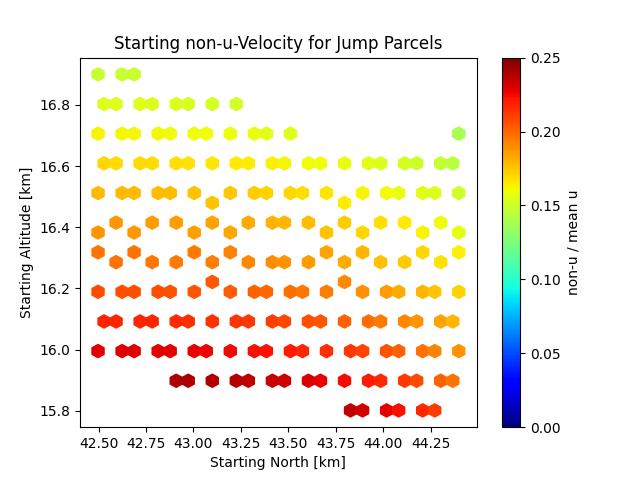 Starting non-u-Velocity for Jump Parcels
Starting Altitude [km]
16.8
16.6
16.4
16.2
16.0
15.8
42.50 42.75 43.00 43.25 43.50 43.75 44.00 44.25
Starting North [km]
0.25
0.20
0.15
0.10
0.05
0.00
non-u / mean u